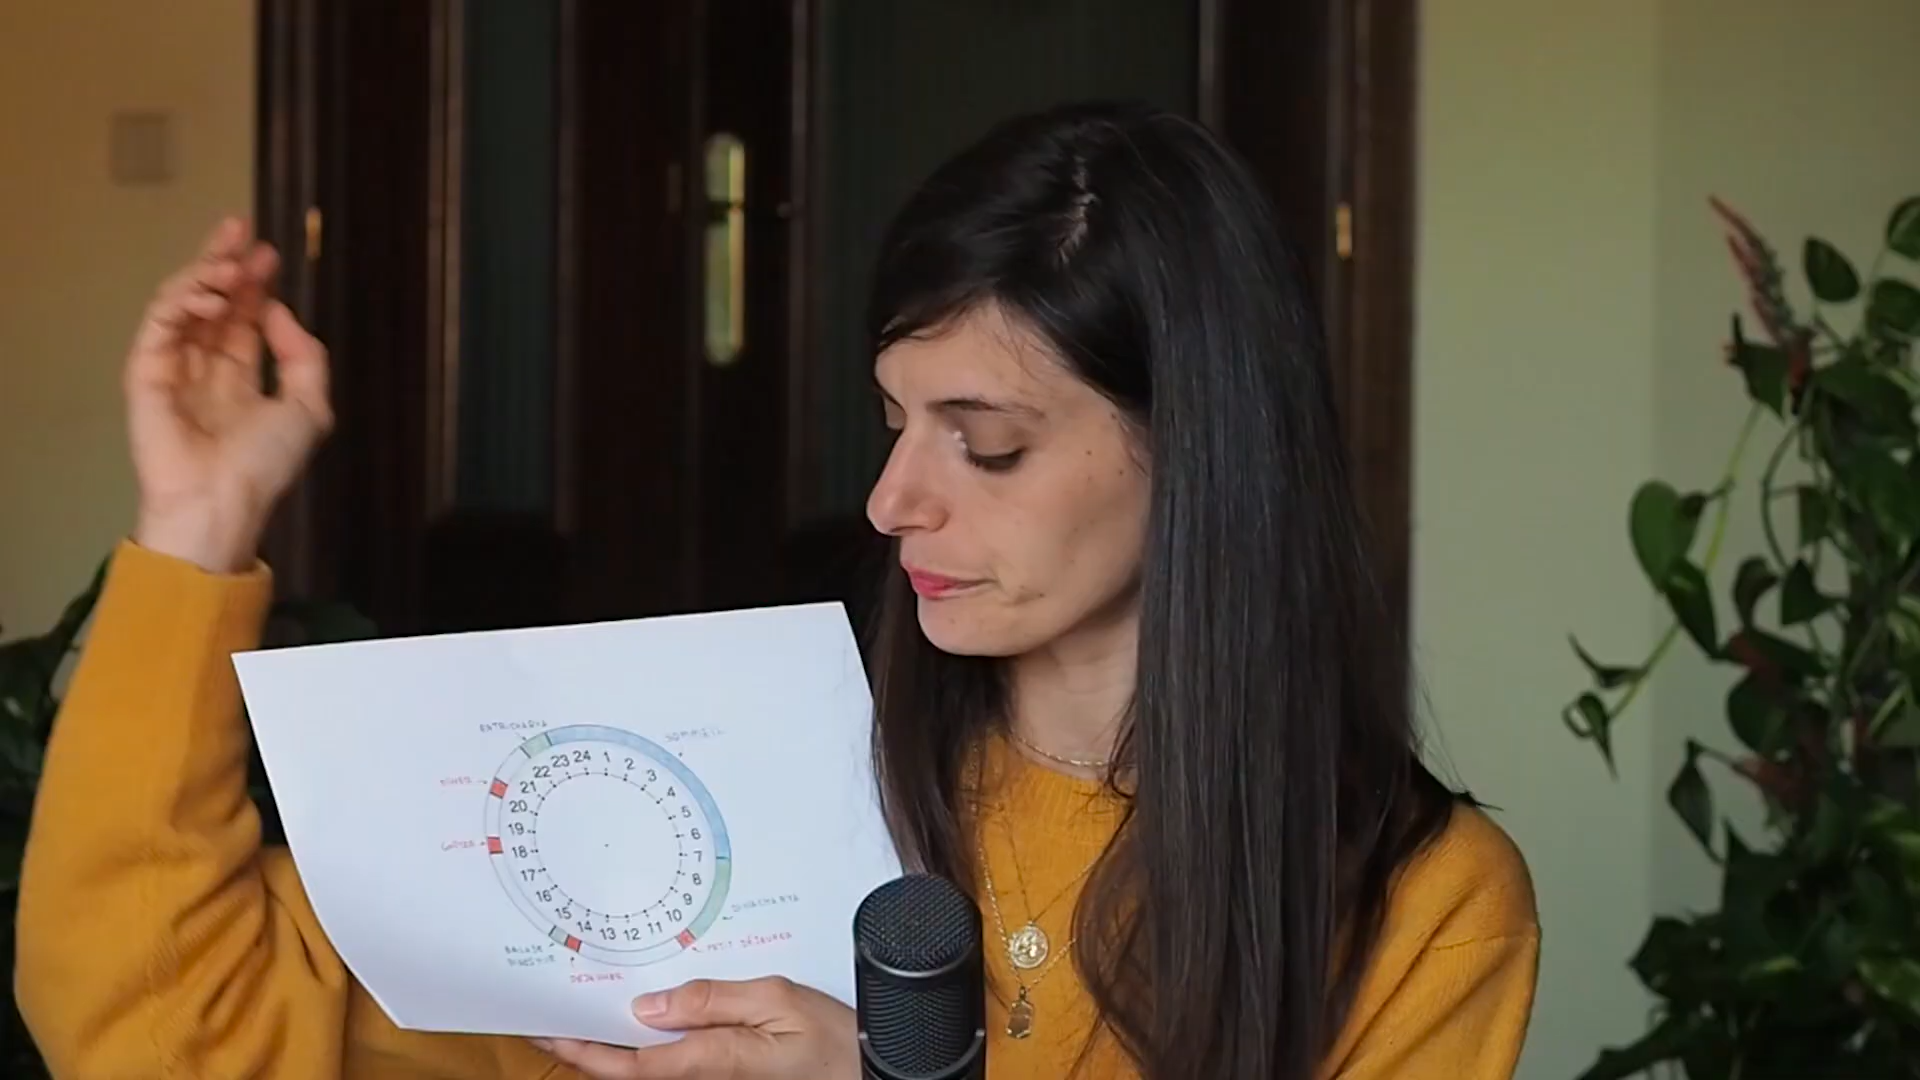 RATRICHARYA
SOMMEIL
DÎNER
GOÛTER
24 1 2 3 4 5 6 7 8 9 10 11 12 13 14 15 16 17 18 19 20 21 22 23
DINACHARYA
PETIT DÉJEUNER
BALADE
DIGESTIVE
DÉJEUNER